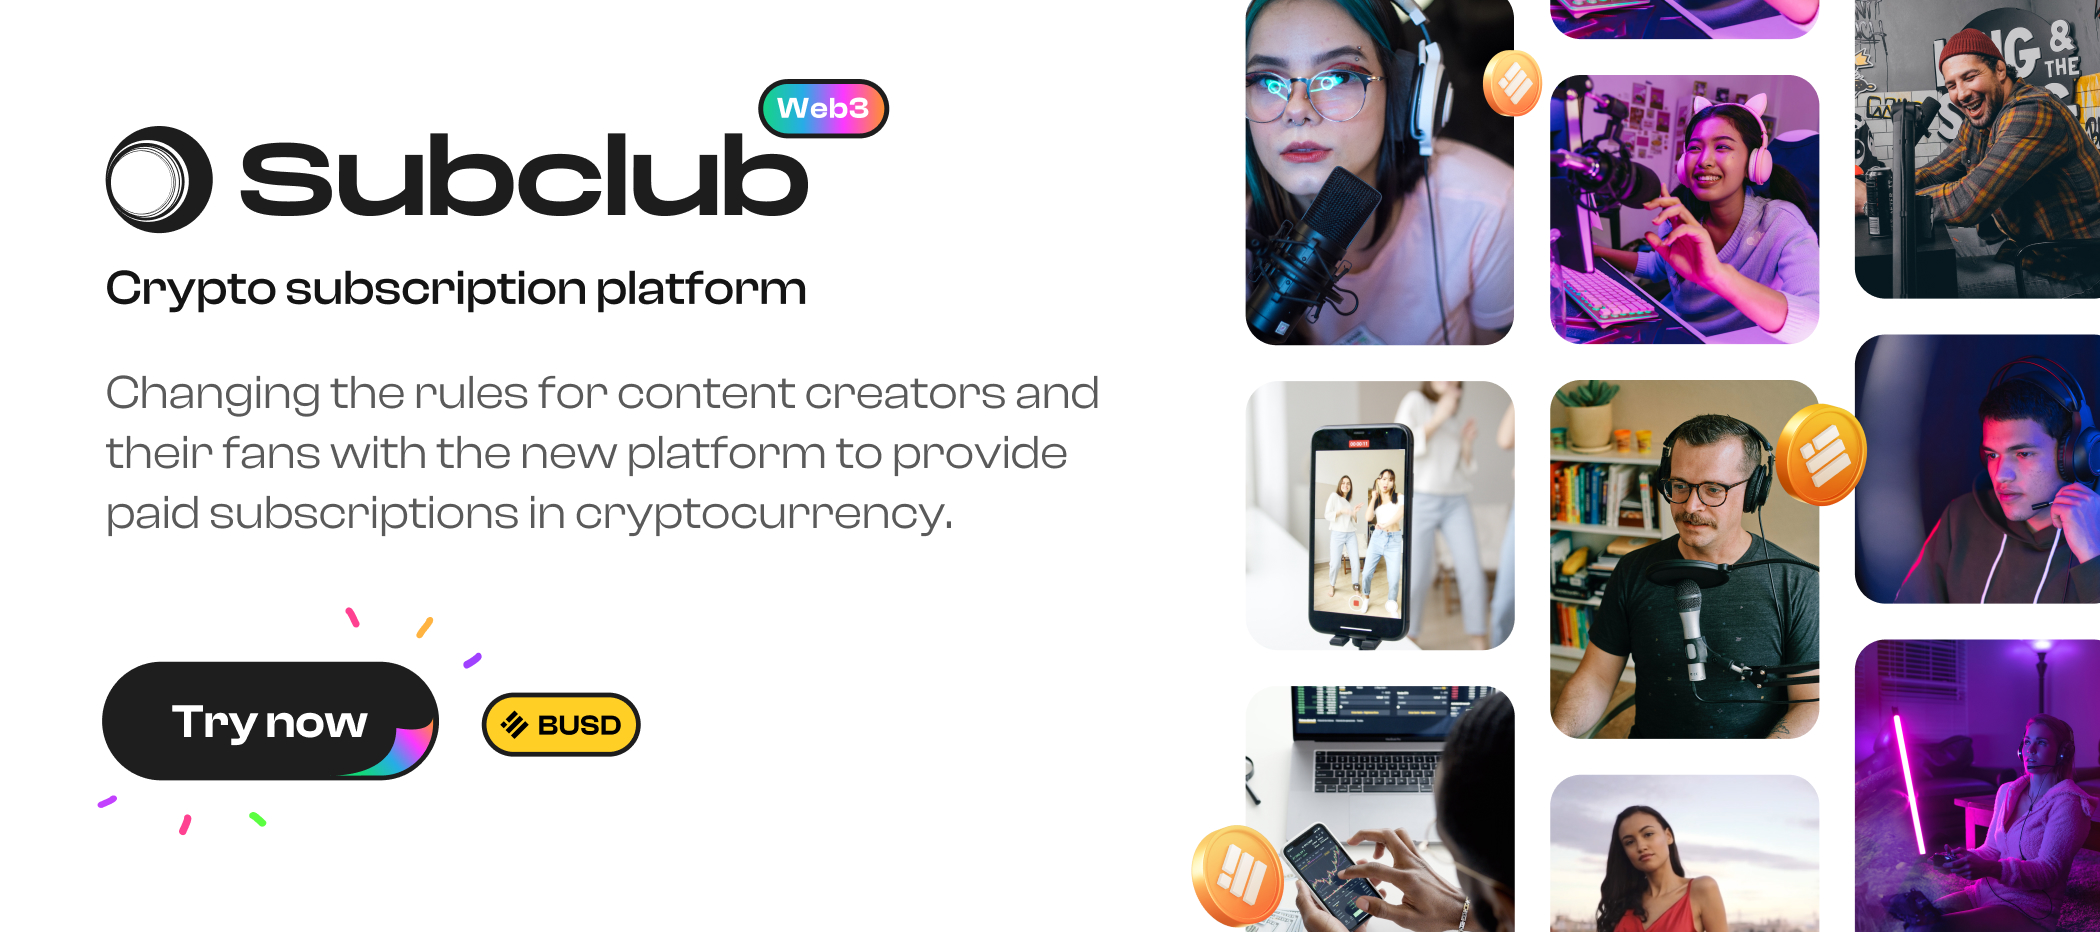 Web3
Subclub
Crypto subscription platform
Changing the rules for content creators and
their fans with the new platform to provide
paid subscriptions in cryptocurrency.
Try now
BUSD
&
THE